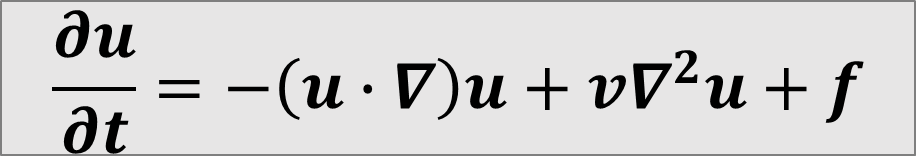 ∂u/∂t = −(u · ∇)u + v∇²u + f